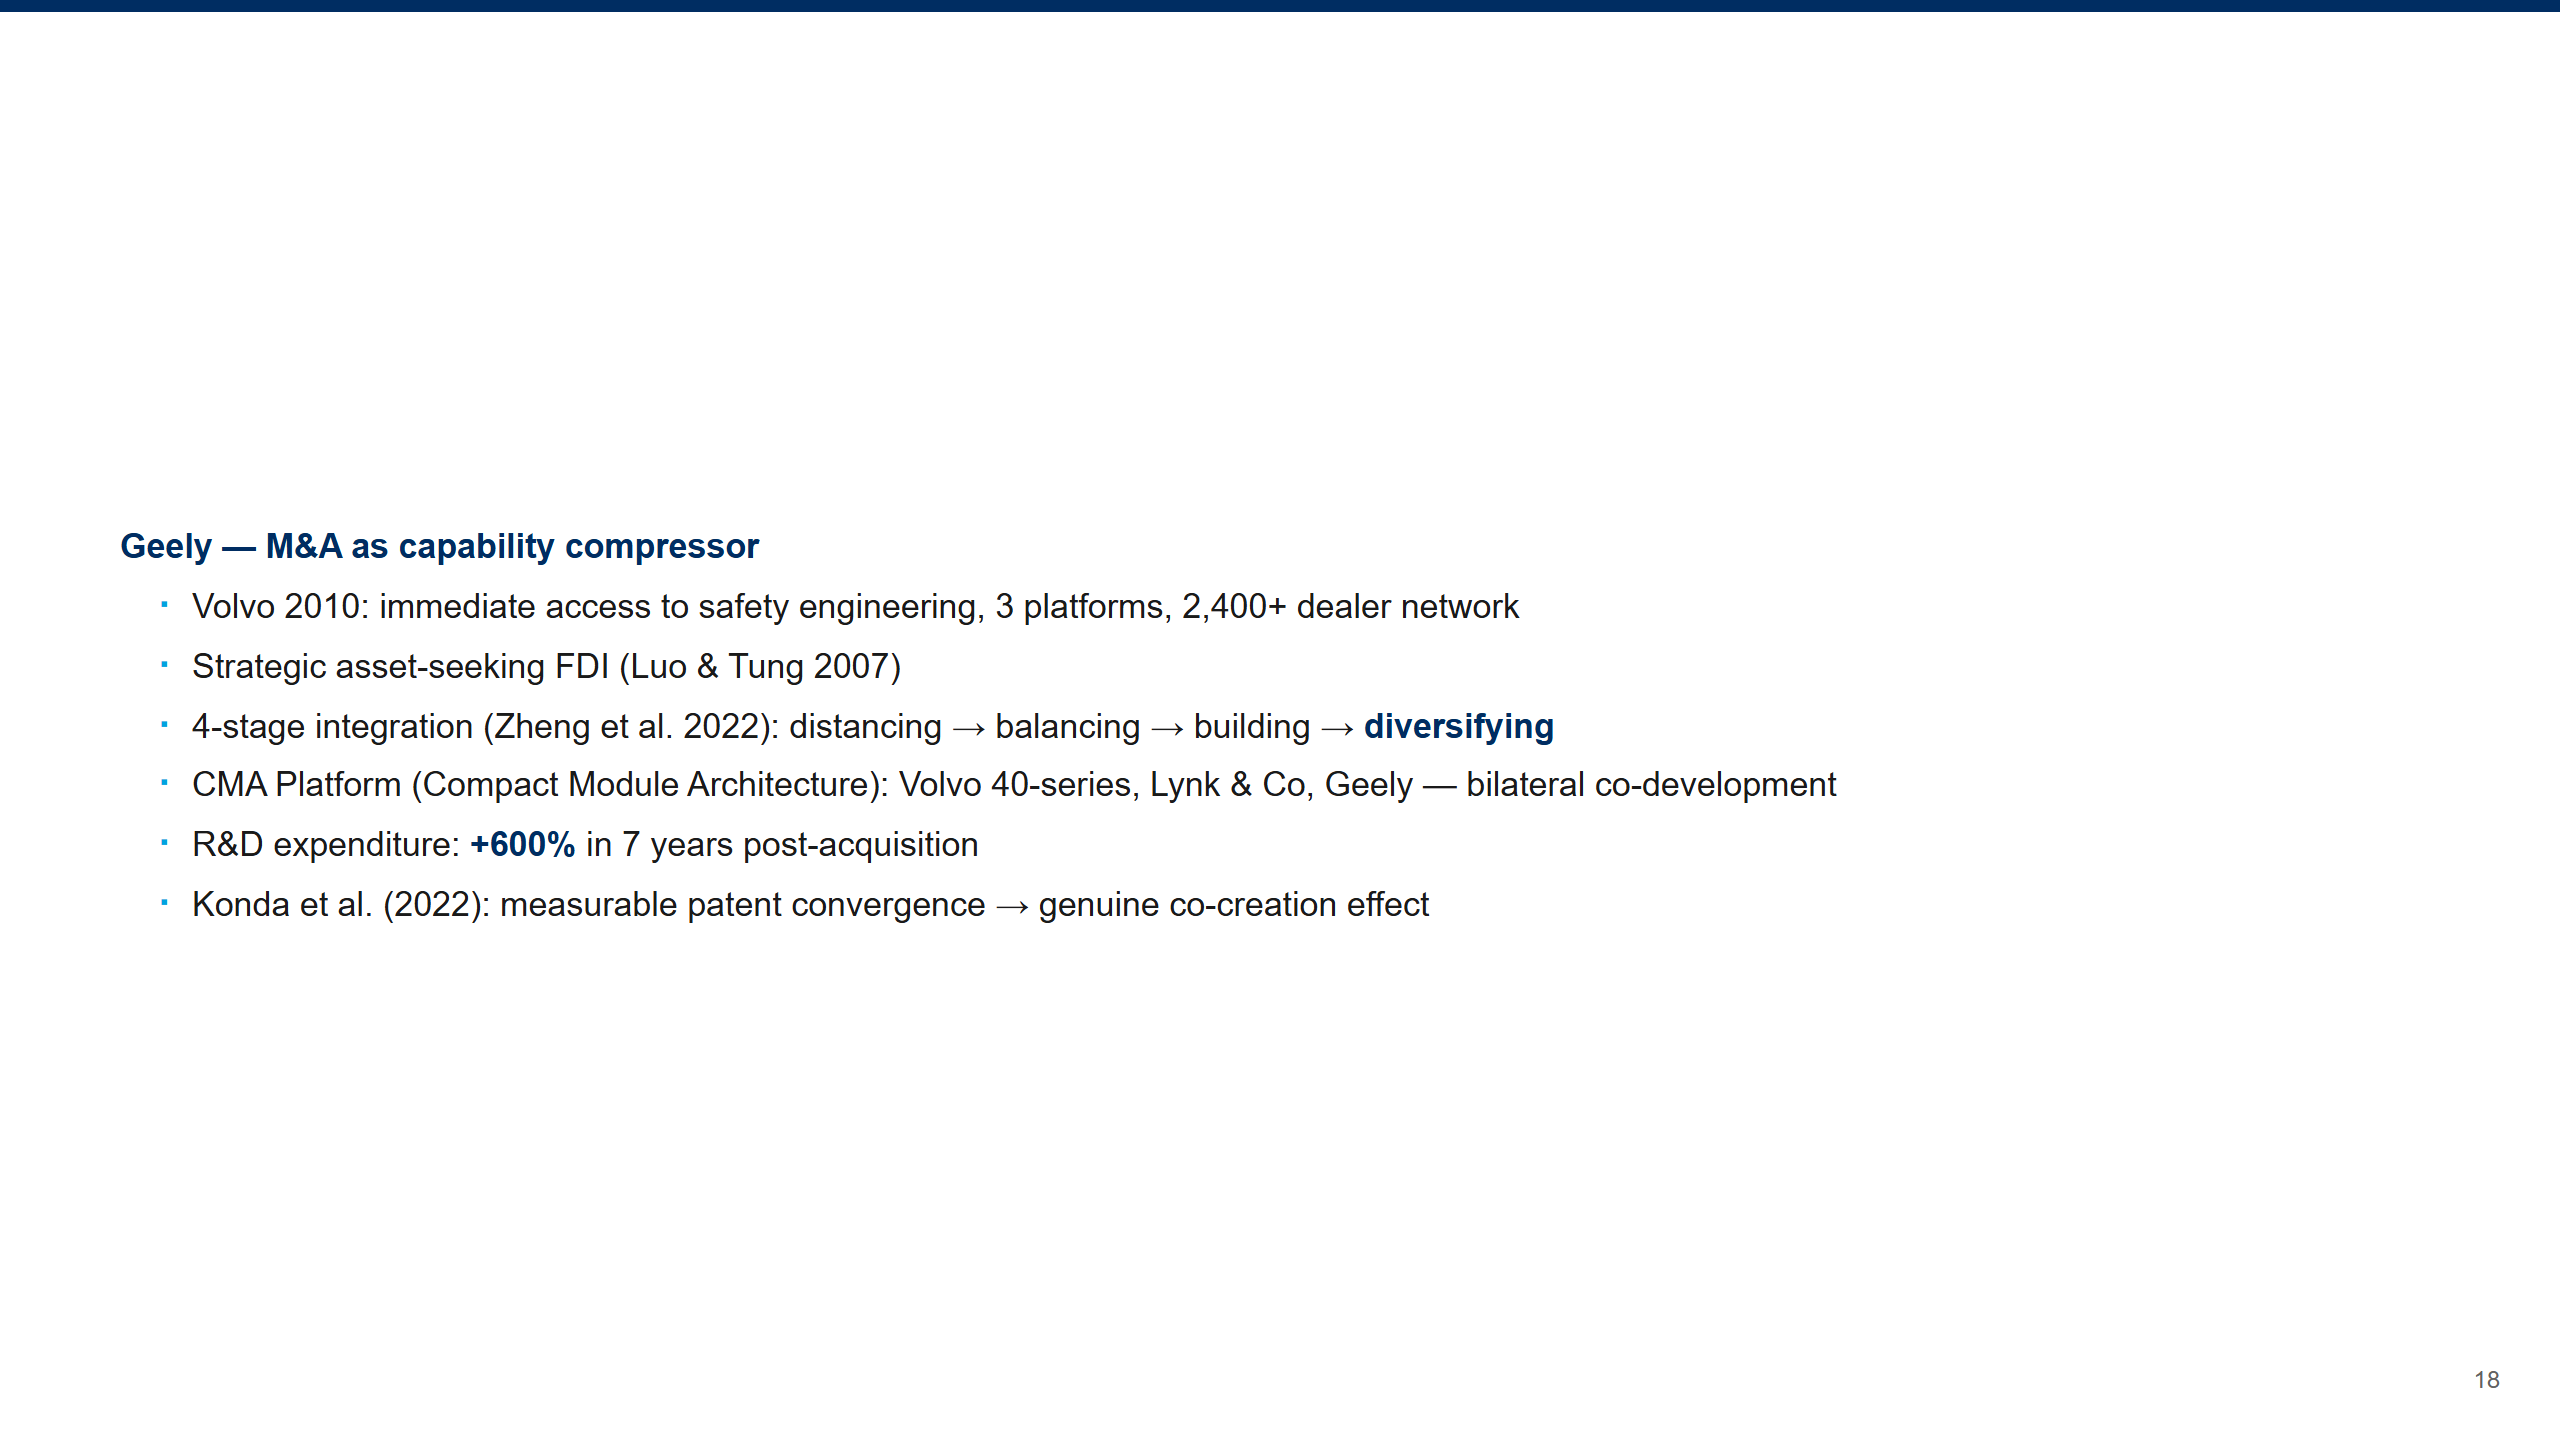 Geely — M&A as capability compressor
▪ Volvo 2010: immediate access to safety engineering, 3 platforms, 2,400+ dealer network
▪ Strategic asset-seeking FDI (Luo & Tung 2007)
▪ 4-stage integration (Zheng et al. 2022): distancing → balancing → building → diversifying
▪ CMA Platform (Compact Module Architecture): Volvo 40-series, Lynk & Co, Geely — bilateral co-development
▪ R&D expenditure: +600% in 7 years post-acquisition
▪ Konda et al. (2022): measurable patent convergence → genuine co-creation effect
18